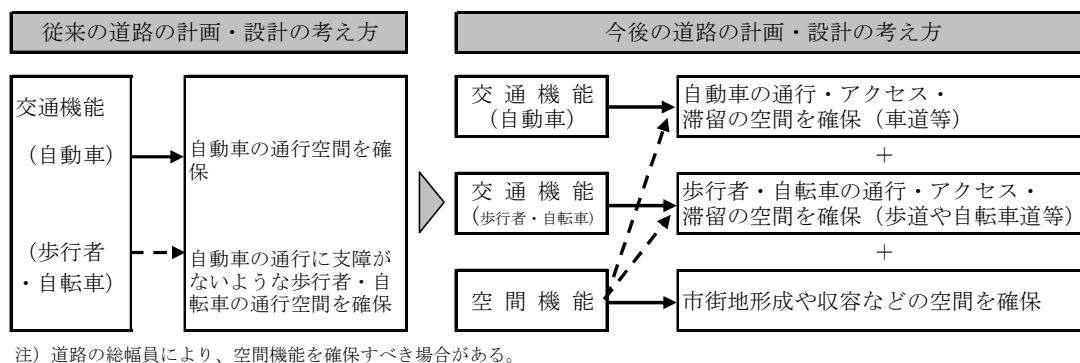 従来の道路の計画・設計の考え方
今後の道路の計画・設計の考え方
交通機能
(自動車)
(歩行者
・自転車)
自動車の通行空間を確
保
自動車の通行に支障が
ないような歩行者・自
転車の通行空間を確保
交通機能
(自動車)
自動車の通行・アクセス・
滞留の空間を確保（車道等）
＋
交通機能
(歩行者・自転車)
歩行者・自転車の通行・アクセス・
滞留の空間を確保（歩道や自転車道等）
＋
空間機能
市街地形成や収容などの空間を確保
注）道路の総幅員により、空間機能を確保すべき場合がある。